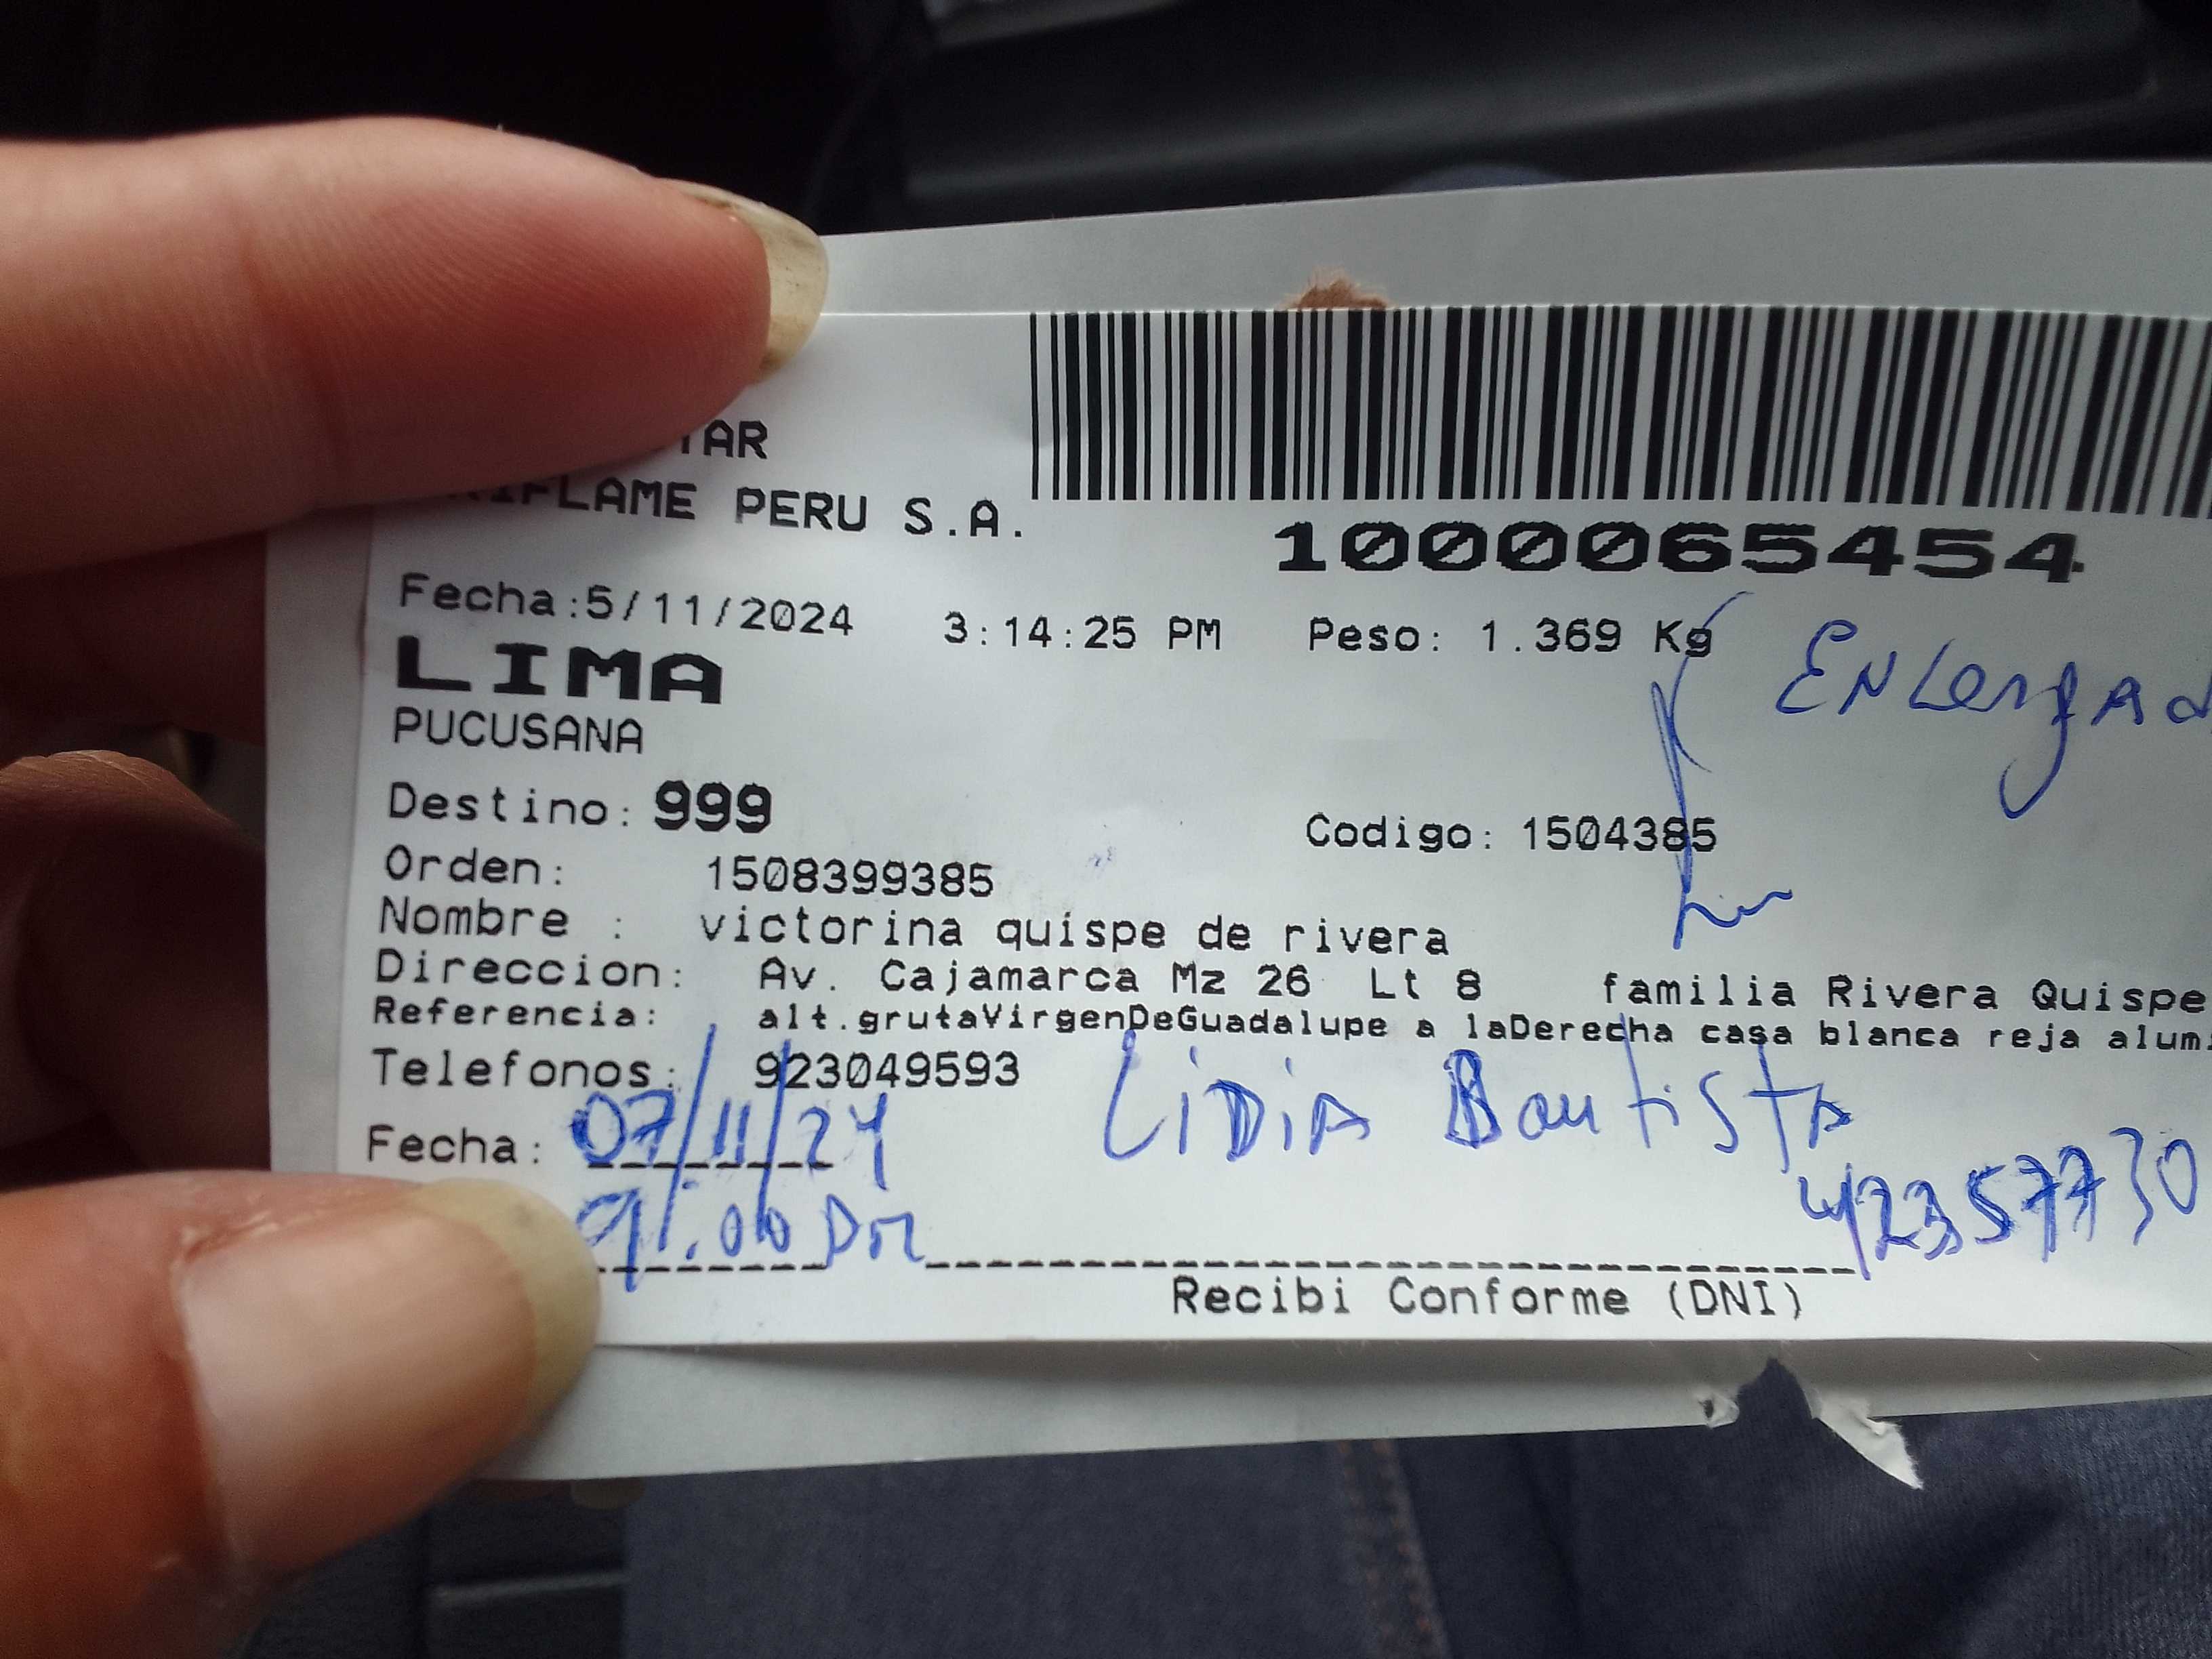 TAR
RIFLAME PERU S.A.
1000065454
Fecha:5/11/2024 3:14:25 PM Peso: 1.369 Kg
LIMA
PUCUSANA
Destino: 999
Codigo: 1504385
Orden: 1508399385
Nombre : victorina quispe de rivera
Direccion: Av. Cajamarca Mz 26 Lt 8 familia Rivera Quispe
Referencia: alt.grutaVirgenDeGuadalupe a laDerecha casa blanca reja alum
Telefonos: 923049593
LiDiA Bautista
Fecha: 07/11/24
42357730
Recibi Conforme (DNI)